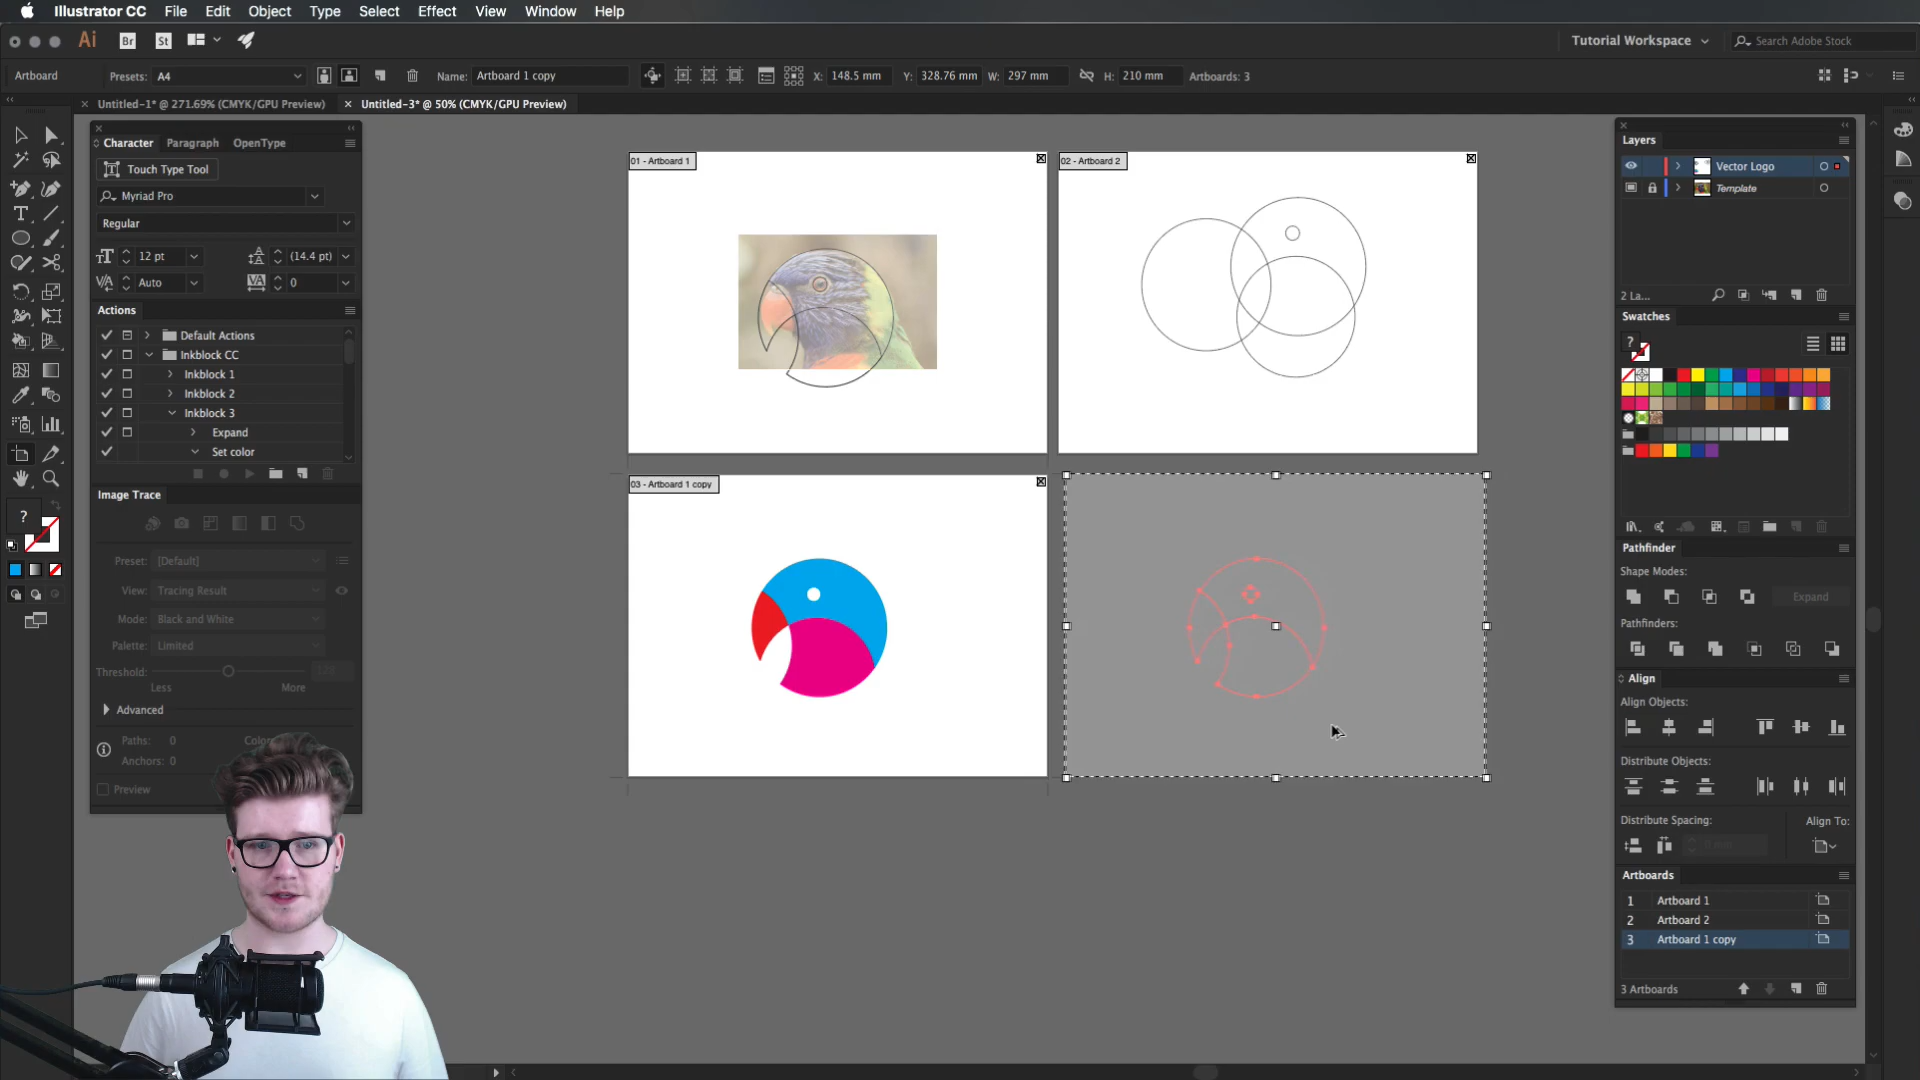 Illustrator CC File Edit Object Type Select Effect View Window Help
Ai Br St Tutorial Workspace Search Adobe Stock
Artboard Presets: A4 Name: Artboard 1 copy X: 148.5 mm Y: 328.76 mm W: 297 mm H: 210 mm Artboards: 3
Untitled-1* @ 271.69% (CMYK/GPU Preview) Untitled-3* @ 50% (CMYK/GPU Preview)
Character Paragraph OpenType
Touch Type Tool
Myriad Pro
Regular
12 pt (14.4 pt)
Auto 0
Actions
Default Actions
Inkblock CC
Inkblock 1
Inkblock 2
Inkblock 3
Expand
Set color
Image Trace
Preset: [Default]
View: Tracing Result
Mode: Black and White
Palette: Limited
Threshold:
Less More
Advanced
Paths: 0
Anchors: 0
Preview
01 - Artboard 1
02 - Artboard 2
03 - Artboard 1 copy
Layers
Vector Logo
Template
2 La...
Swatches
Pathfinder
Shape Modes:
Expand
Pathfinders:
Align
Align Objects:
Distribute Objects:
Distribute Spacing: Align To:
0 mm
Artboards
1 Artboard 1
2 Artboard 2
3 Artboard 1 copy
3 Artboards